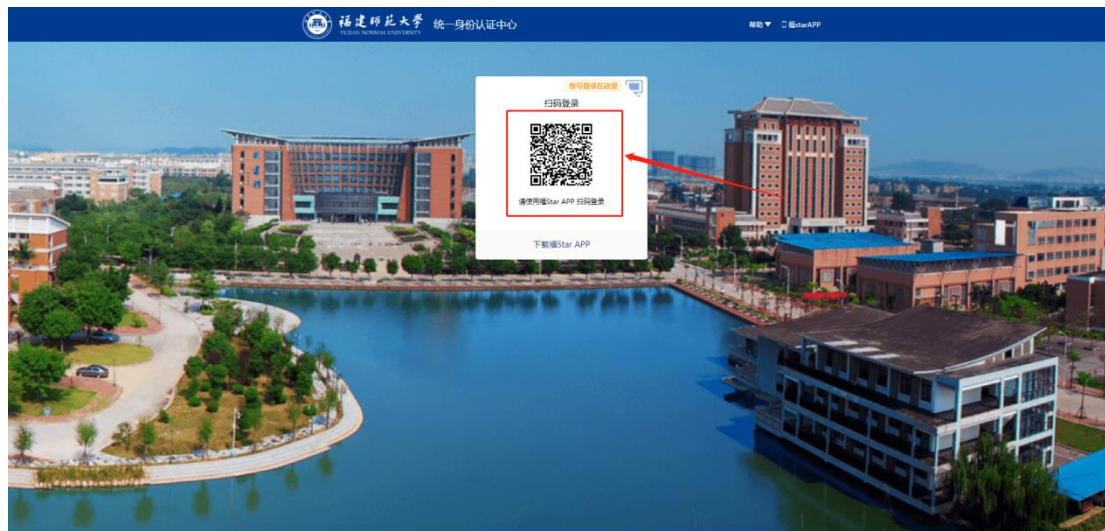 福建师范大学
FUJIAN NORMAL UNIVERSITY
统一身份认证中心
帮助▼ 福starAPP
账号登录在这里
扫码登录
请使用福Star APP 扫码登录
下载福Star APP